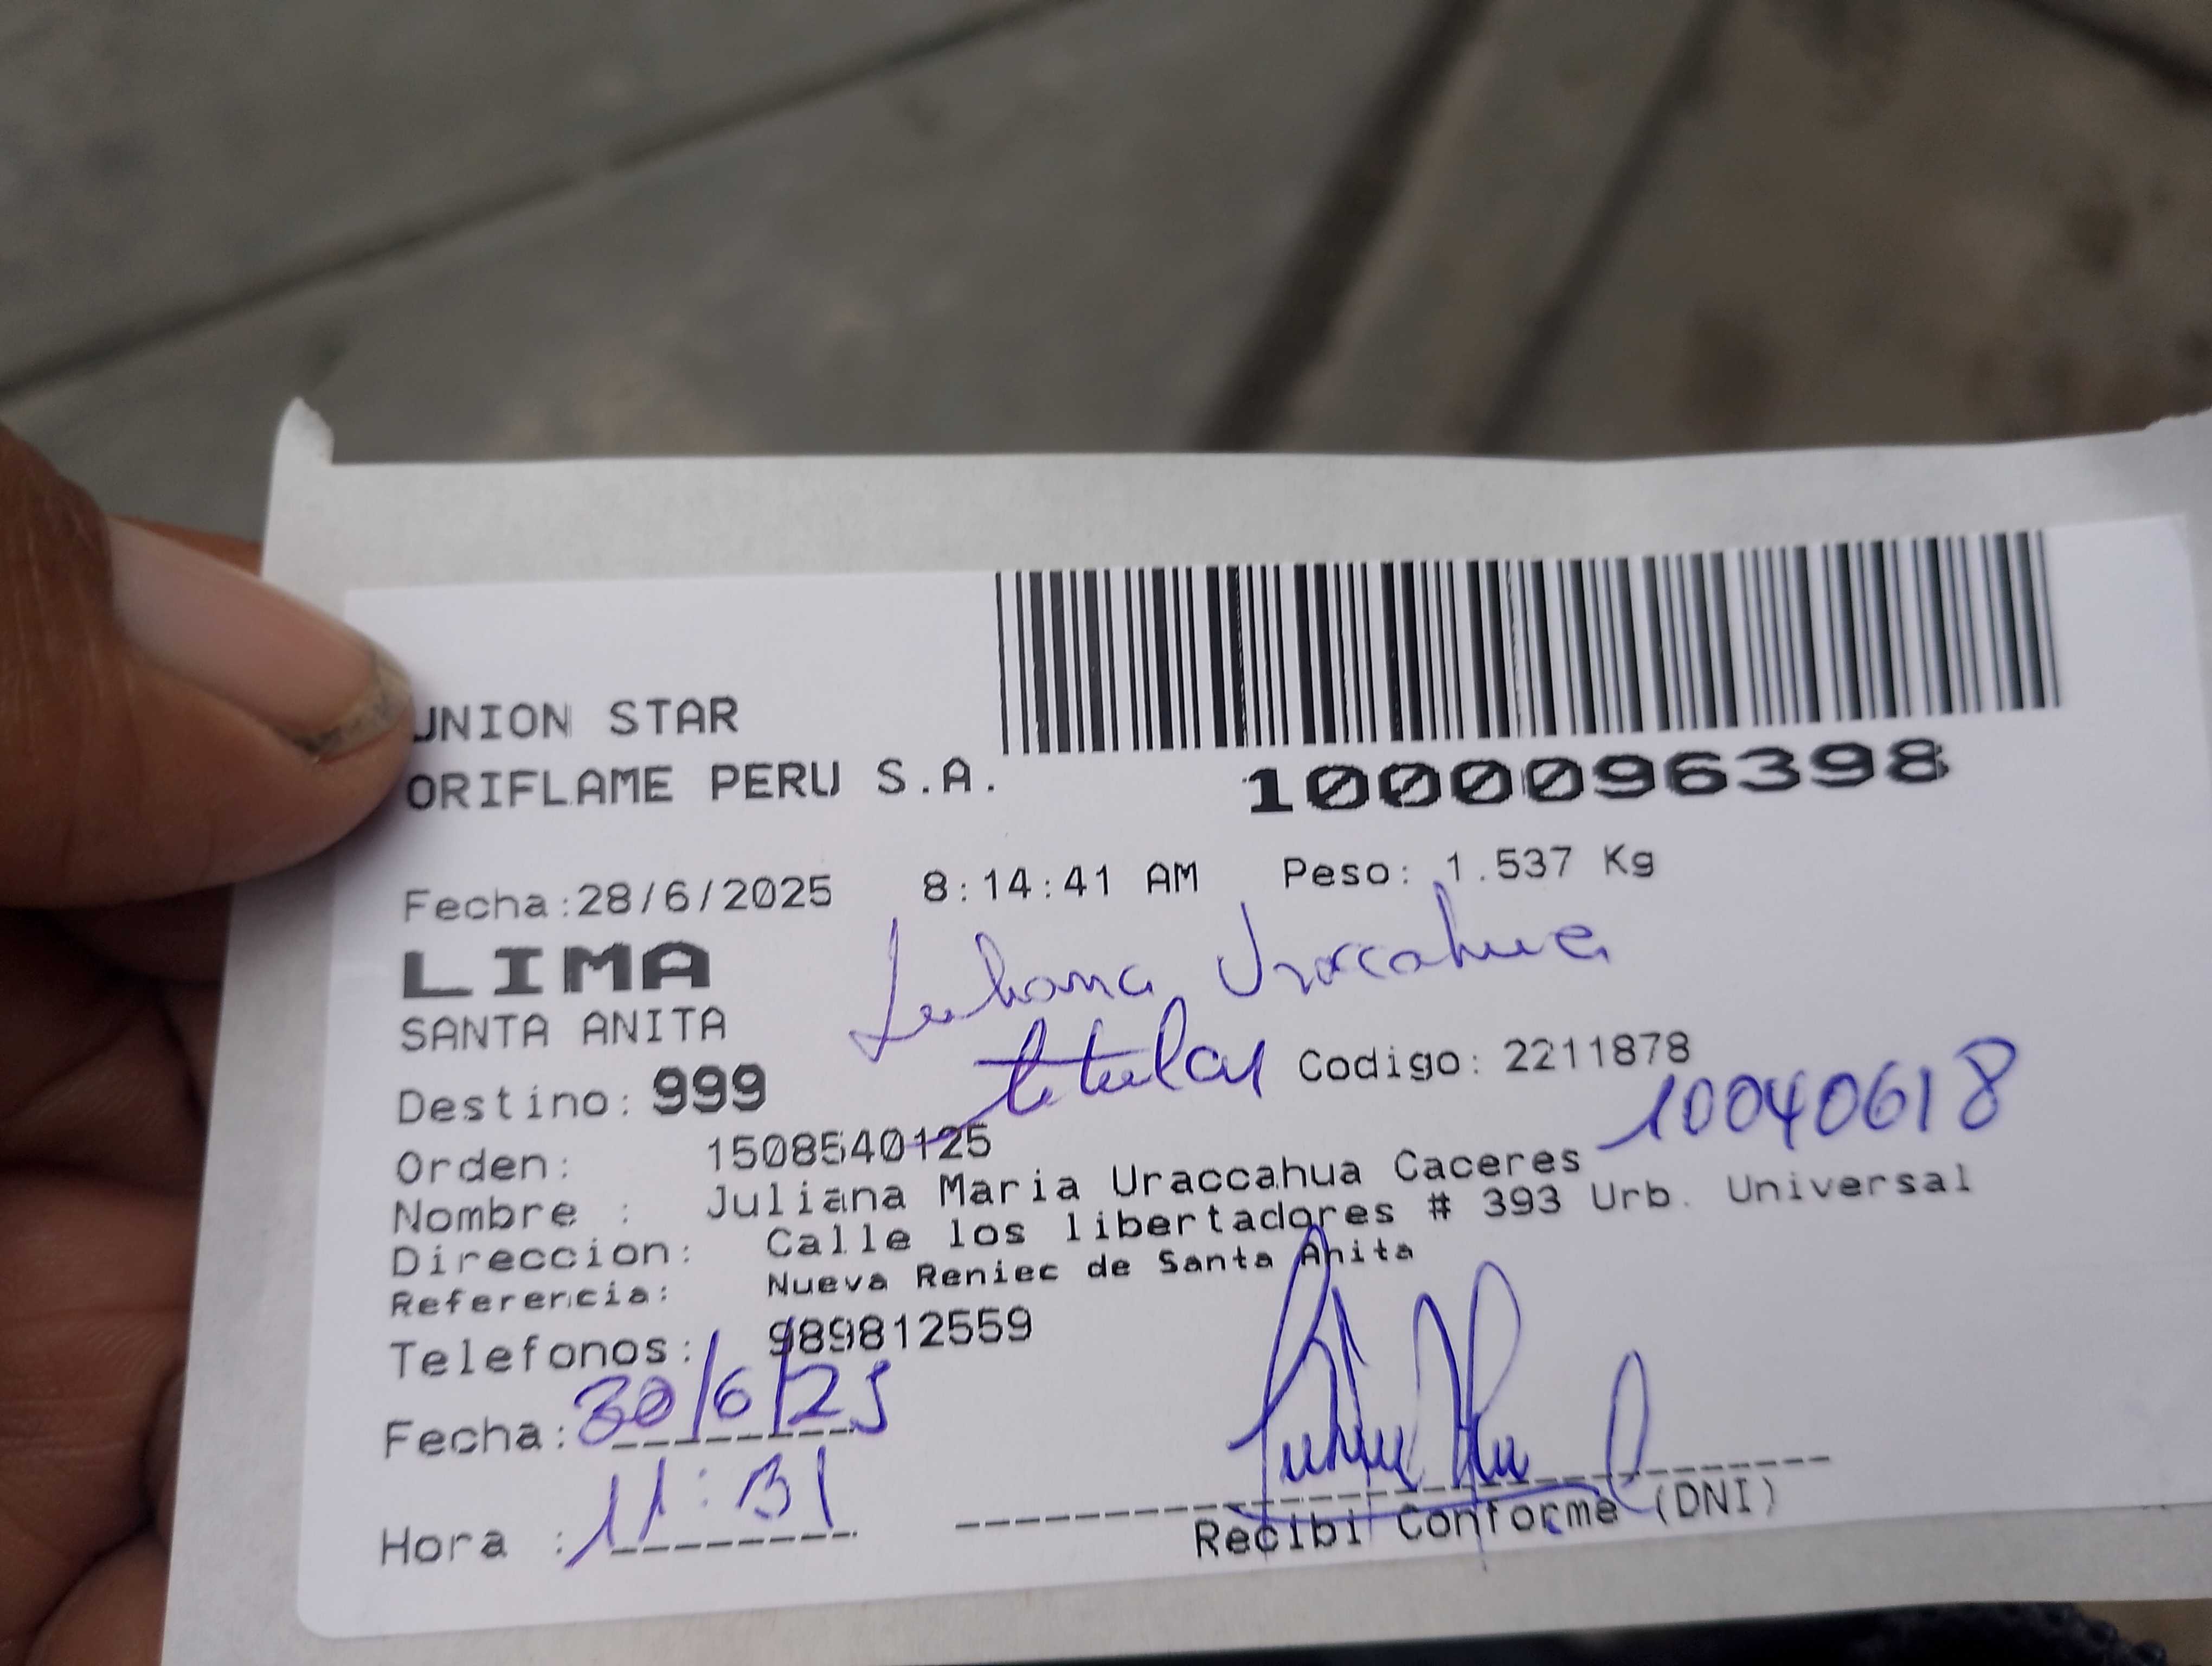 UNION STAR
ORIFLAME PERU S.A.
1000096398
Fecha:28/6/2025 8:14:41 AM Peso: 1.537 Kg
LIMA
Juliana Uraccahua
SANTA ANITA
titular
Codigo: 2211878
Destino: 999
10040618
Orden: 1508540125
Nombre : Juliana Maria Uraccahua Caceres
Direccion: Calle los libertadores # 393 Urb. Universal
Referencia: Nueva Reniec de Santa Anita
Telefonos: 989812559
Fecha: 30/6/25
Hora : 11:31
Recibi Conforme (DNI)